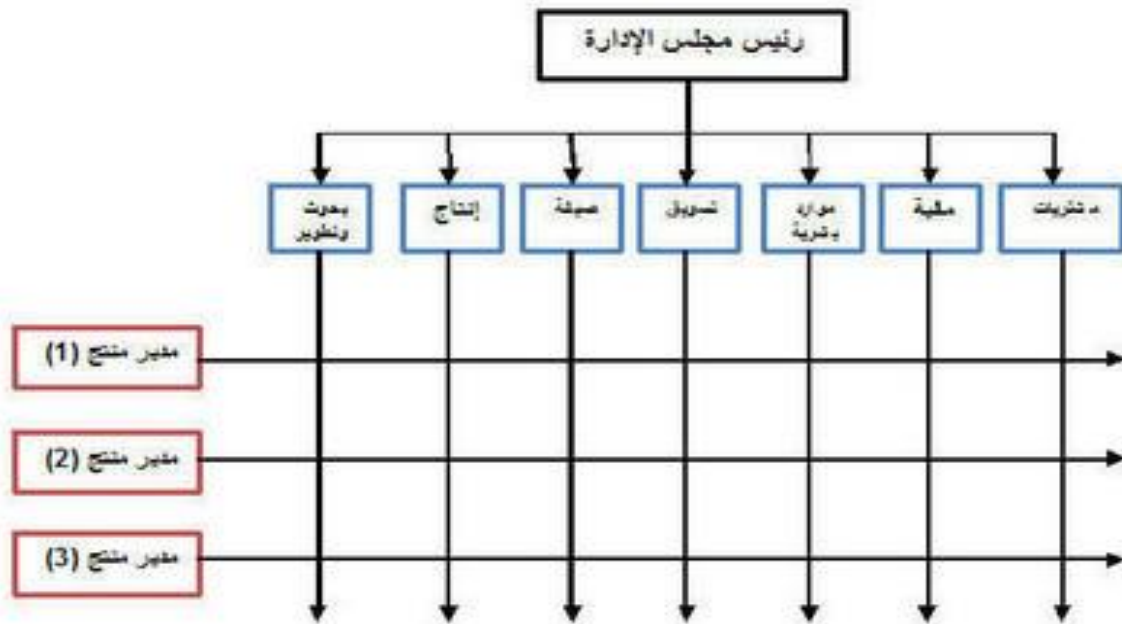 رئيس مجلس الإدارة
مشتريات
مالية
موارد
بشرية
تسويق
صيانة
إنتاج
بحوث
وتطوير
مدير منتج (1)
مدير منتج (2)
مدير منتج (3)